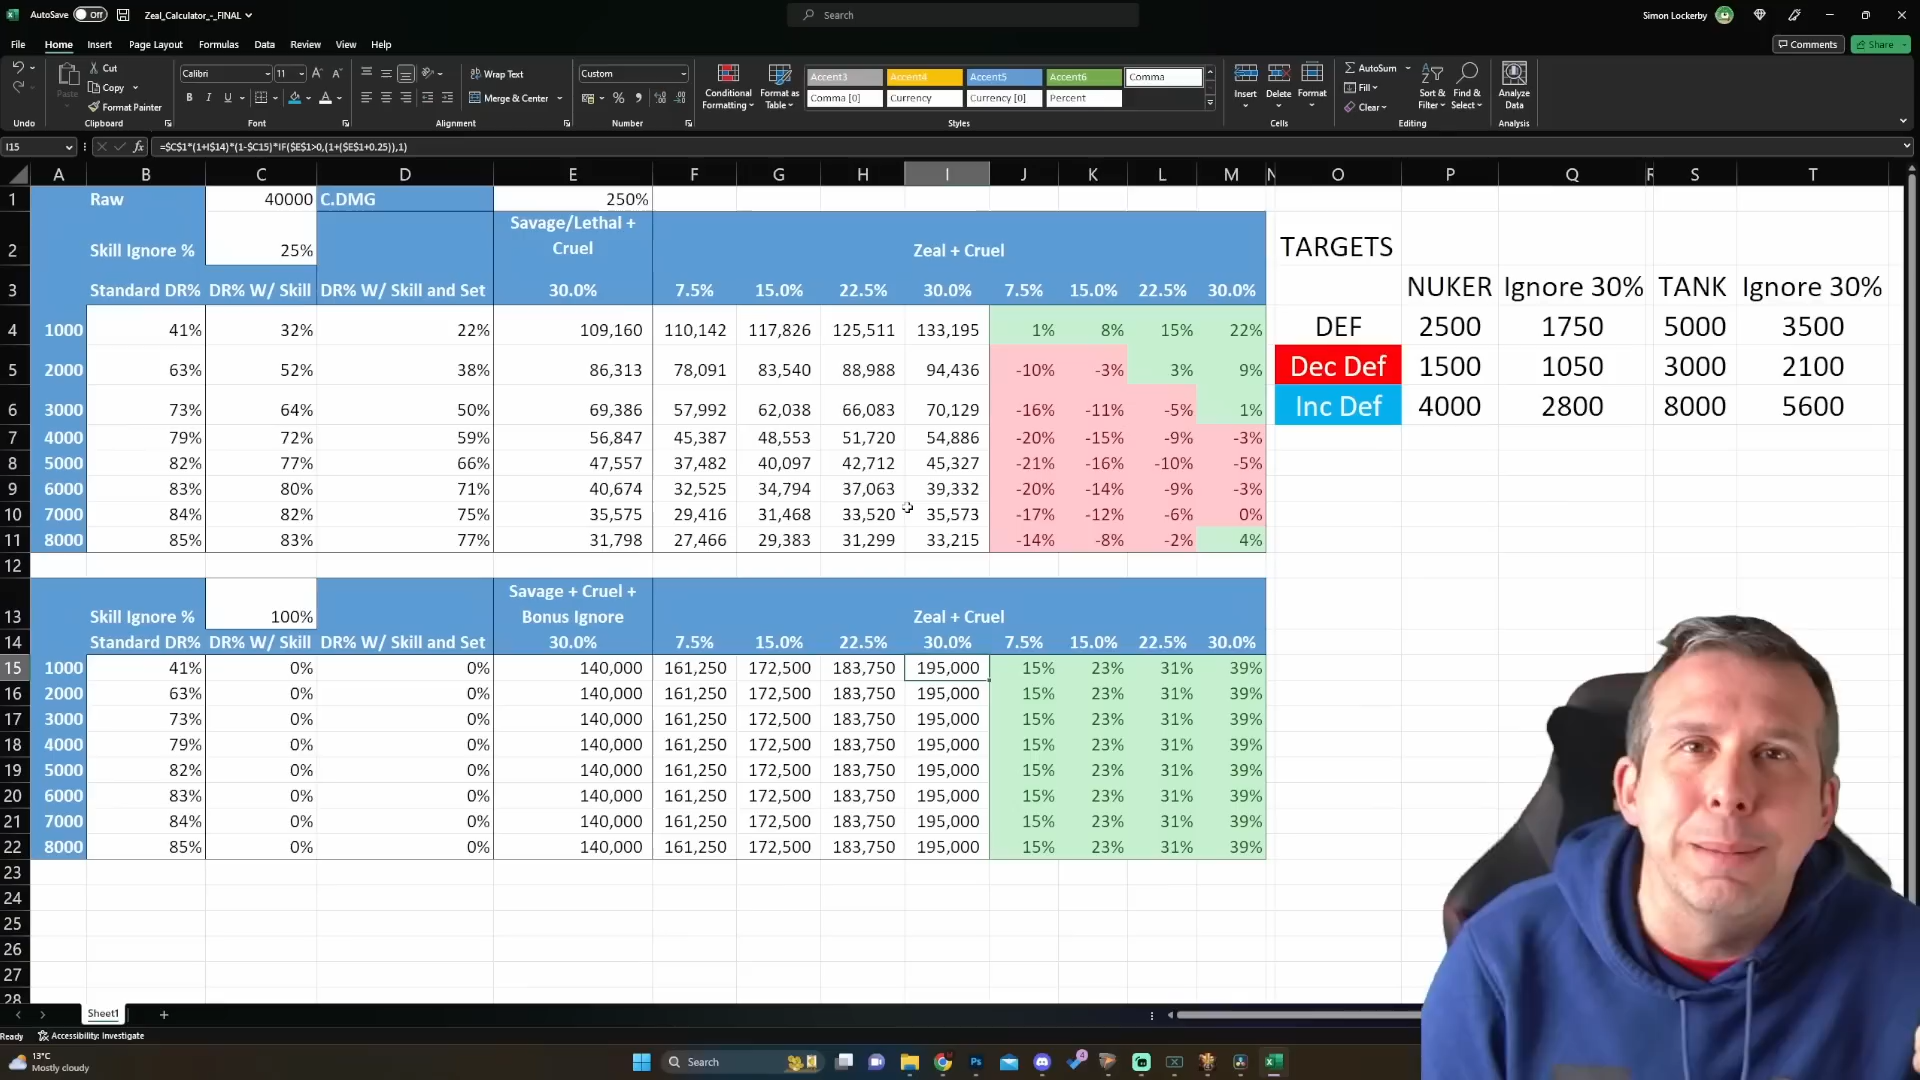 AutoSave Off Zeal_Calculator_-_FINAL Search Simon Lockerby
File Home Insert Page Layout Formulas Data Review View Help Comments Share
Paste Cut Copy Format Painter
Calibri 11
B I U
Wrap Text
Merge & Center
Custom
Conditional Formatting Format as Table
Accent3 Accent4 Accent5 Accent6 Comma
Comma [0] Currency Currency [0] Percent
Insert Delete Format
AutoSum Fill Clear
Sort & Filter Find & Select Analyze Data
Undo Clipboard Font Alignment Number Styles Cells Editing Analysis
I15 fx =$C$1*(1+I$14)*(1-$C15)*IF($E$1>0,(1+($E$1+0.25)),1)
A B C D E F G H I J K L M N O P Q R S T
1 Raw 40000 C.DMG 250%
2 Skill Ignore % 25% Savage/Lethal + Cruel Zeal + Cruel TARGETS
3 Standard DR% DR% W/ Skill DR% W/ Skill and Set 30.0% 7.5% 15.0% 22.5% 30.0% 7.5% 15.0% 22.5% 30.0% NUKER Ignore 30% TANK Ignore 30%
4 1000 41% 32% 22% 109,160 110,142 117,826 125,511 133,195 1% 8% 15% 22% DEF 2500 1750 5000 3500
5 2000 63% 52% 38% 86,313 78,091 83,540 88,988 94,436 -10% -3% 3% 9% Dec Def 1500 1050 3000 2100
6 3000 73% 64% 50% 69,386 57,992 62,038 66,083 70,129 -16% -11% -5% 1% Inc Def 4000 2800 8000 5600
7 4000 79% 72% 59% 56,847 45,387 48,553 51,720 54,886 -20% -15% -9% -3%
8 5000 82% 77% 66% 47,557 37,482 40,097 42,712 45,327 -21% -16% -10% -5%
9 6000 83% 80% 71% 40,674 32,525 34,794 37,063 39,332 -20% -14% -9% -3%
10 7000 84% 82% 75% 35,575 29,416 31,468 33,520 35,573 -17% -12% -6% 0%
11 8000 85% 83% 77% 31,798 27,466 29,383 31,299 33,215 -14% -8% -2% 4%
12
13 Skill Ignore % 100% Savage + Cruel + Bonus Ignore Zeal + Cruel
14 Standard DR% DR% W/ Skill DR% W/ Skill and Set 30.0% 7.5% 15.0% 22.5% 30.0% 7.5% 15.0% 22.5% 30.0%
15 1000 41% 0% 0% 140,000 161,250 172,500 183,750 195,000 15% 23% 31% 39%
16 2000 63% 0% 0% 140,000 161,250 172,500 183,750 195,000 15% 23% 31% 39%
17 3000 73% 0% 0% 140,000 161,250 172,500 183,750 195,000 15% 23% 31% 39%
18 4000 79% 0% 0% 140,000 161,250 172,500 183,750 195,000 15% 23% 31% 39%
19 5000 82% 0% 0% 140,000 161,250 172,500 183,750 195,000 15% 23% 31% 39%
20 6000 83% 0% 0% 140,000 161,250 172,500 183,750 195,000 15% 23% 31% 39%
21 7000 84% 0% 0% 140,000 161,250 172,500 183,750 195,000 15% 23% 31% 39%
22 8000 85% 0% 0% 140,000 161,250 172,500 183,750 195,000 15% 23% 31% 39%
23
24
25
26
27
28
Sheet1
Ready Accessibility: Investigate
13°C
Mostly cloudy
Search
4